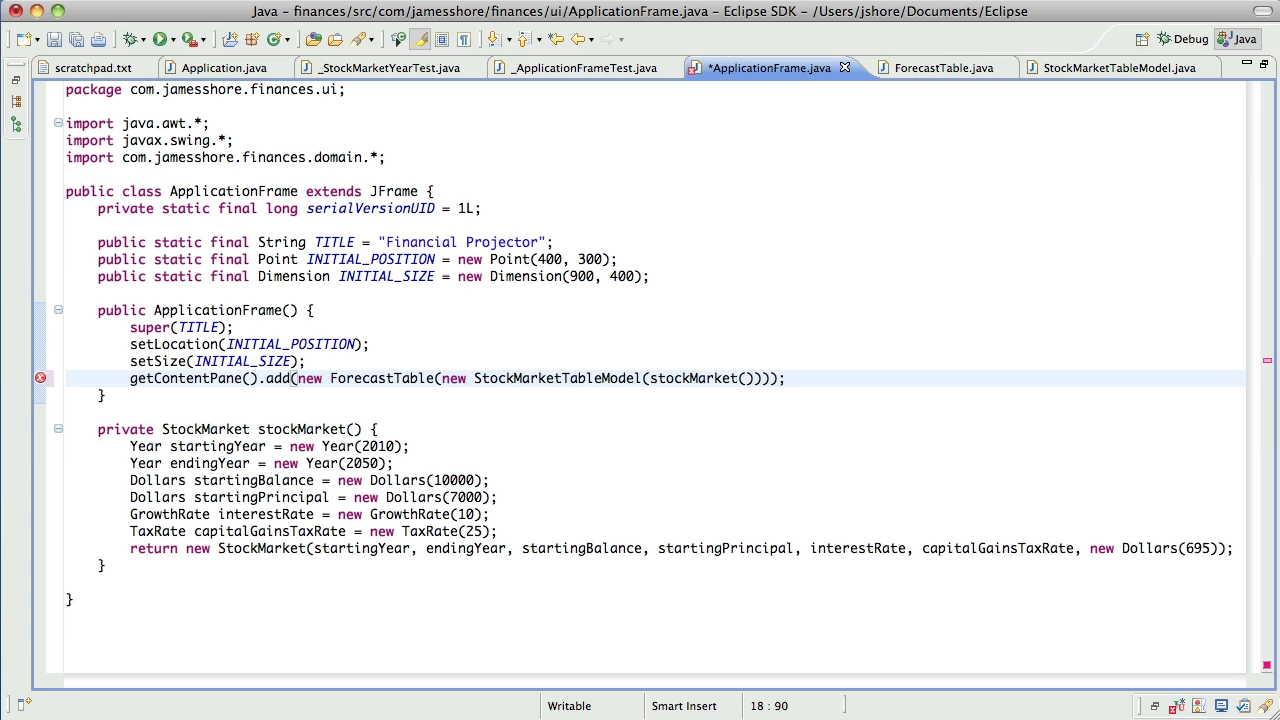 Java - finances/src/com/jamesshore/finances/ui/ApplicationFrame.java - Eclipse SDK - /Users/jshore/Documents/Eclipse
Debug Java
scratchpad.txt Application.java _StockMarketYearTest.java _ApplicationFrameTest.java *ApplicationFrame.java ForecastTable.java StockMarketTableModel.java
package com.jamesshore.finances.ui;
import java.awt.*;
import javax.swing.*;
import com.jamesshore.finances.domain.*;
public class ApplicationFrame extends JFrame {
private static final long serialVersionUID = 1L;
public static final String TITLE = "Financial Projector";
public static final Point INITIAL_POSITION = new Point(400, 300);
public static final Dimension INITIAL_SIZE = new Dimension(900, 400);
public ApplicationFrame() {
super(TITLE);
setLocation(INITIAL_POSITION);
setSize(INITIAL_SIZE);
getContentPane().add(new ForecastTable(new StockMarketTableModel(stockMarket())));
}
private StockMarket stockMarket() {
Year startingYear = new Year(2010);
Year endingYear = new Year(2050);
Dollars startingBalance = new Dollars(10000);
Dollars startingPrincipal = new Dollars(7000);
GrowthRate interestRate = new GrowthRate(10);
TaxRate capitalGainsTaxRate = new TaxRate(25);
return new StockMarket(startingYear, endingYear, startingBalance, startingPrincipal, interestRate, capitalGainsTaxRate, new Dollars(695));
}
}
Writable Smart Insert 18 : 90